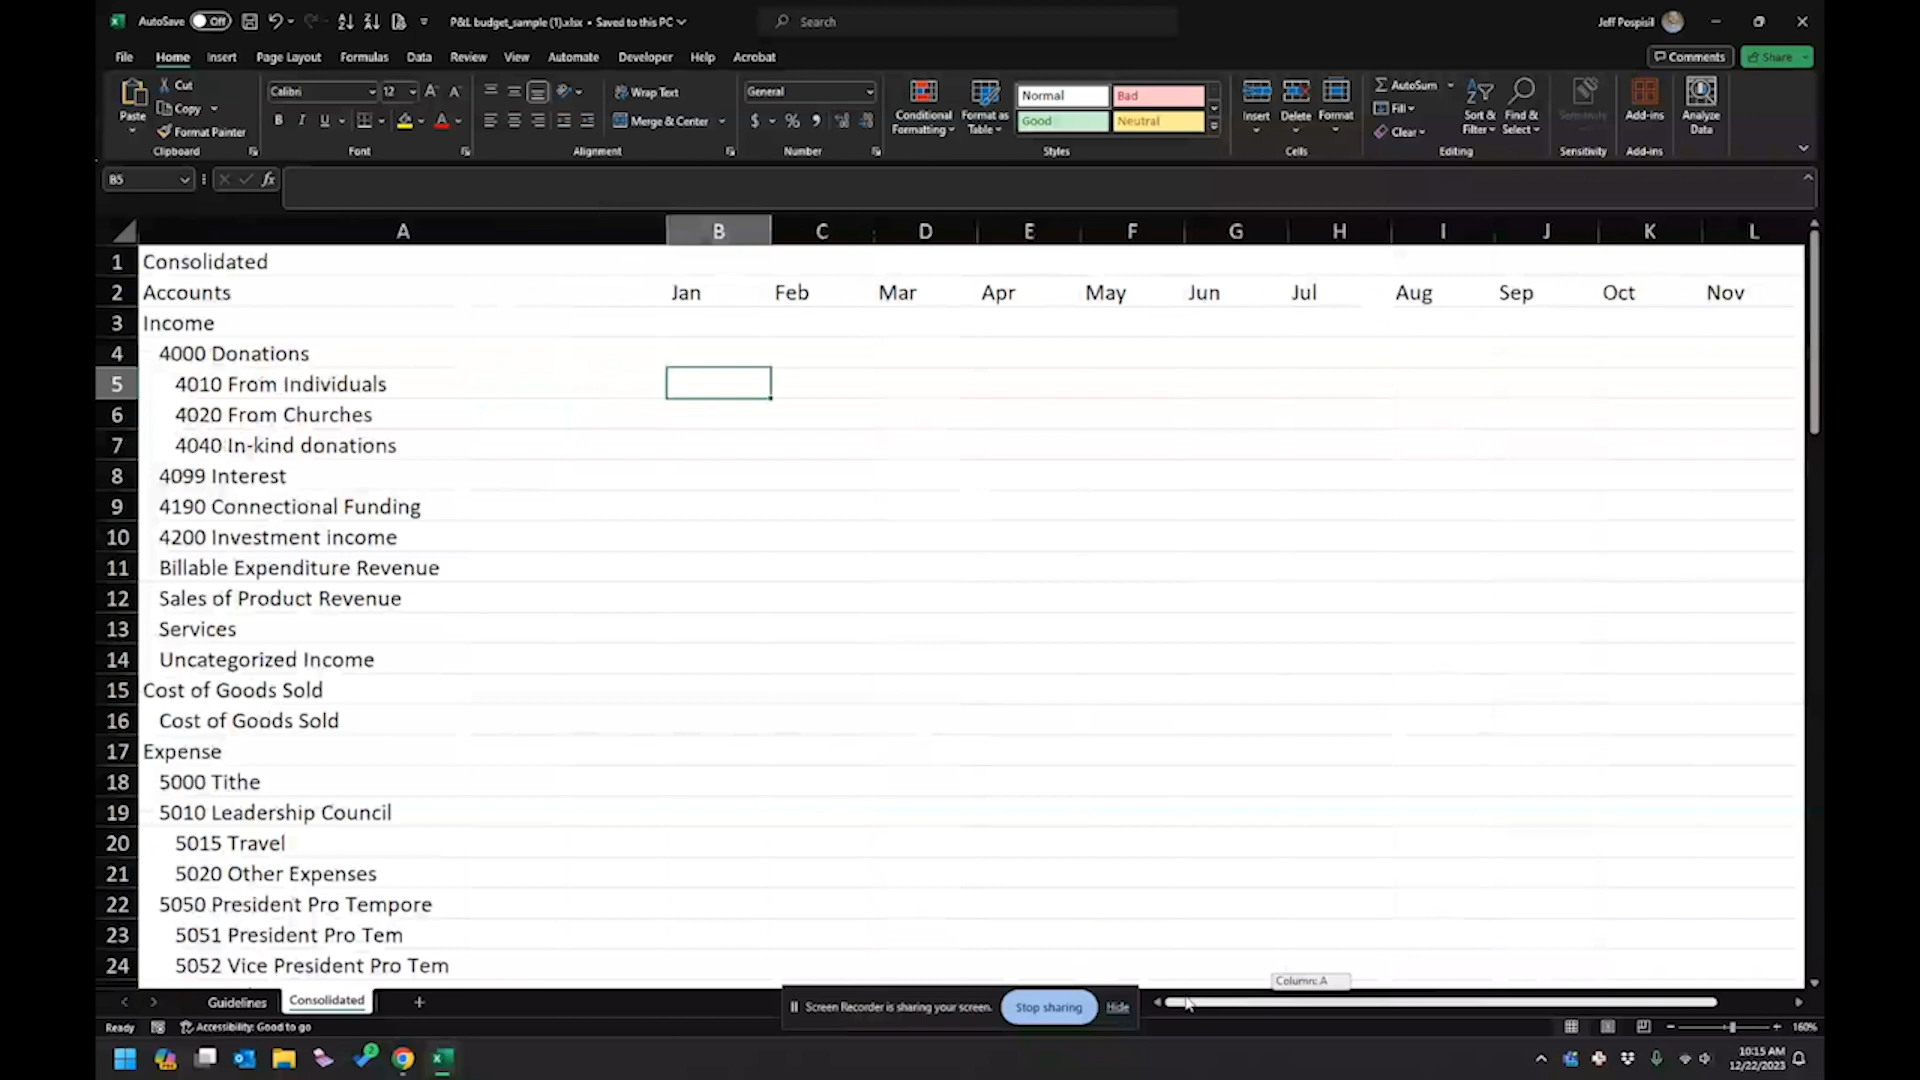 AutoSave Off P&L budget_sample (1).xlsx • Saved to this PC Search Jeff Pospisil
File Home Insert Page Layout Formulas Data Review View Automate Developer Help Acrobat Comments Share
Paste Cut Copy Format Painter Clipboard
Calibri 12 B I U Font
Wrap Text Merge & Center Alignment
General $ % Number
Conditional Formatting Format as Table Normal Bad Good Neutral Styles
Insert Delete Format Cells
AutoSum Fill Clear Sort & Filter Find & Select Editing
Sensitivity Sensitivity
Add-ins Add-ins
Analyze Data
B5 fx
A B C D E F G H I J K L
1 Consolidated
2 Accounts Jan Feb Mar Apr May Jun Jul Aug Sep Oct Nov
3 Income
4 4000 Donations
5 4010 From Individuals
6 4020 From Churches
7 4040 In-kind donations
8 4099 Interest
9 4190 Connectional Funding
10 4200 Investment income
11 Billable Expenditure Revenue
12 Sales of Product Revenue
13 Services
14 Uncategorized Income
15 Cost of Goods Sold
16 Cost of Goods Sold
17 Expense
18 5000 Tithe
19 5010 Leadership Council
20 5015 Travel
21 5020 Other Expenses
22 5050 President Pro Tempore
23 5051 President Pro Tem
24 5052 Vice President Pro Tem
Column: A
Guidelines Consolidated +
Screen Recorder is sharing your screen. Stop sharing Hide
Ready Accessibility: Good to go 160%
10:15 AM
12/22/2023